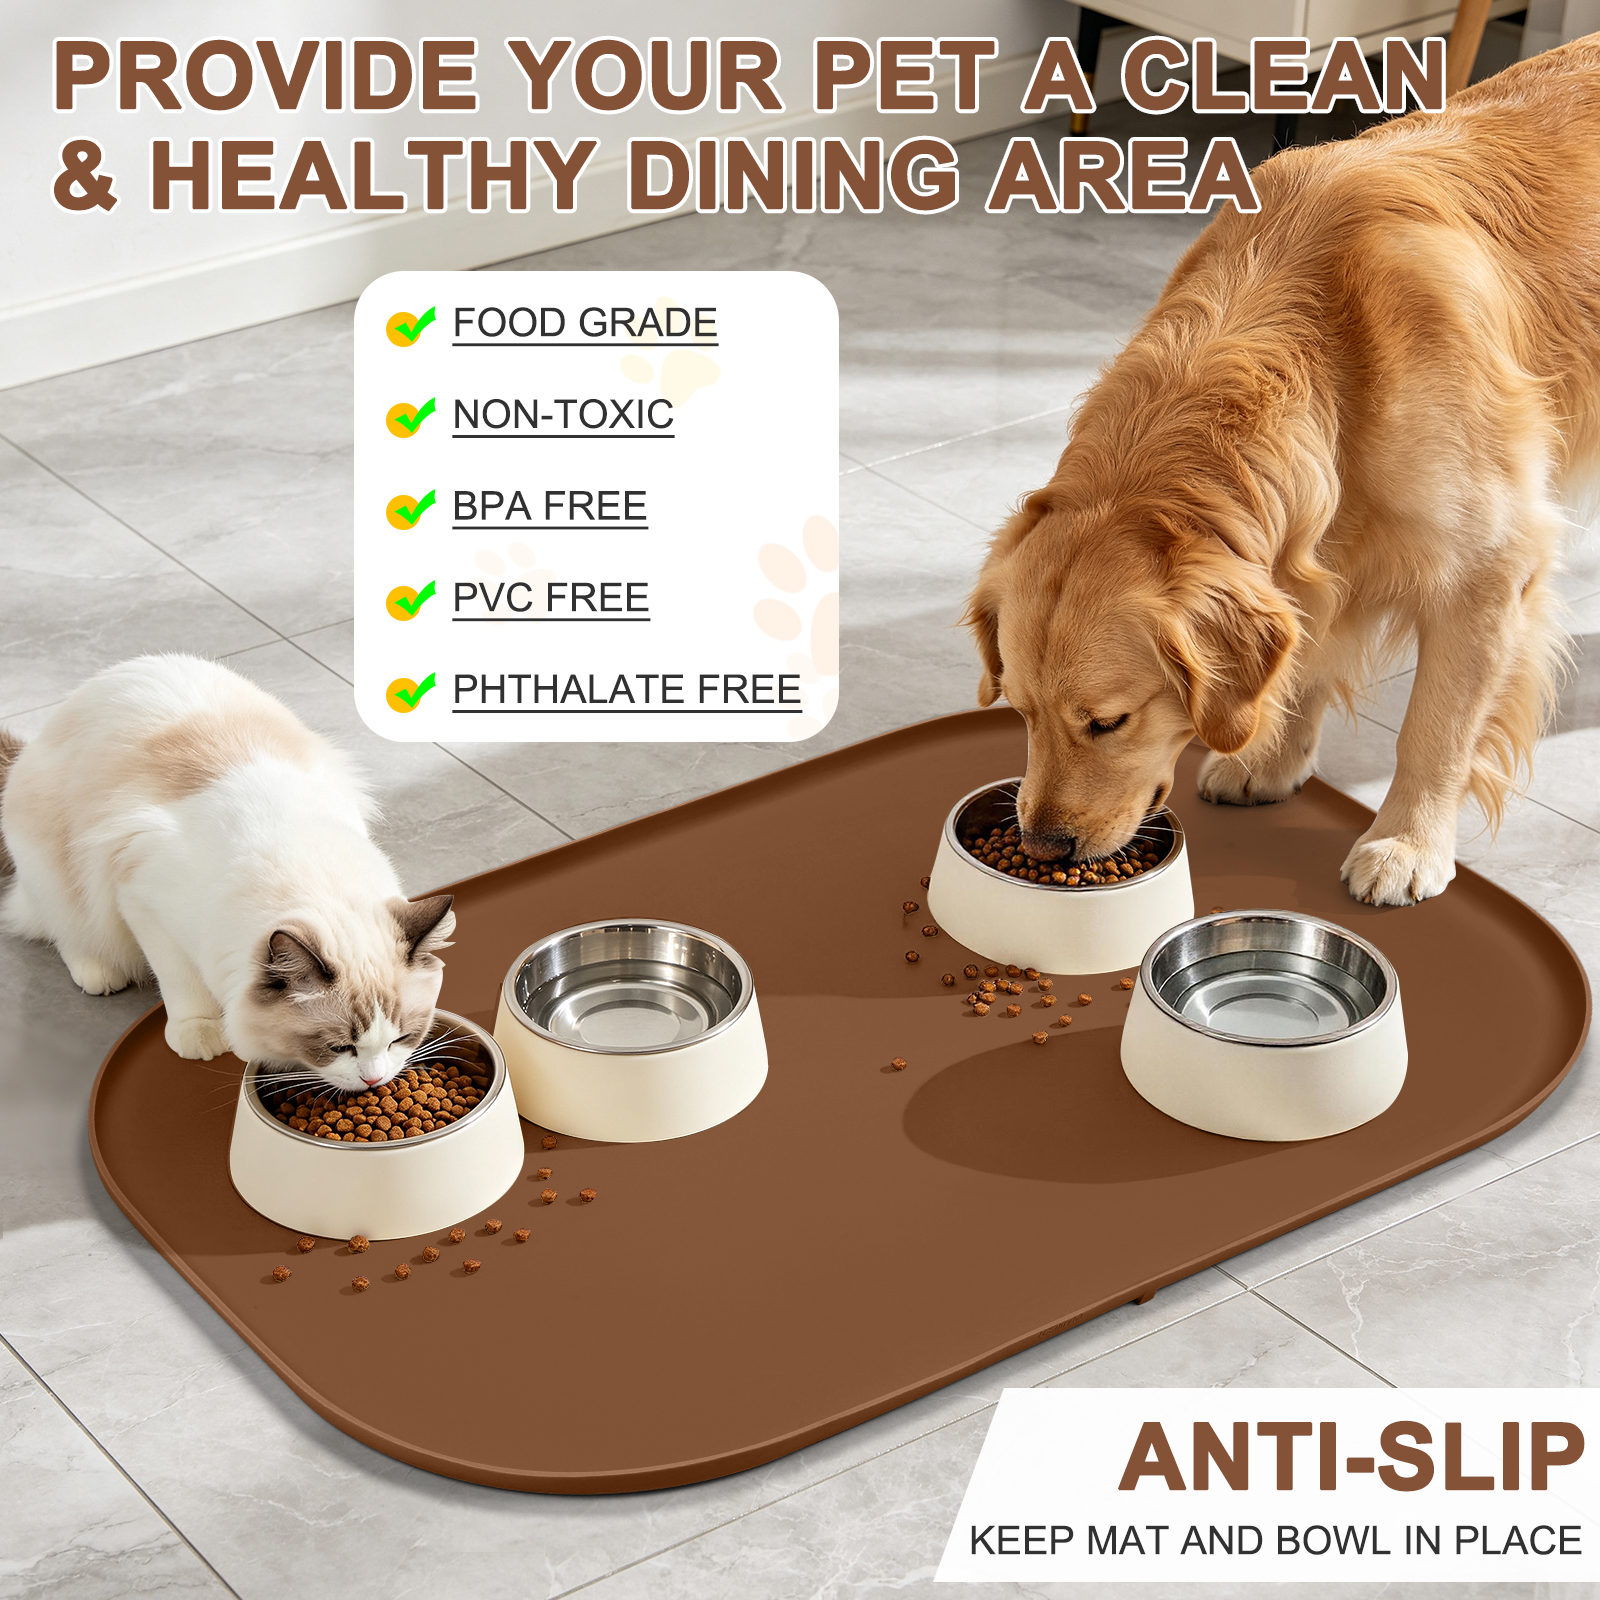 PROVIDE YOUR PET A CLEAN
& HEALTHY DINING AREA
FOOD GRADE
NON-TOXIC
BPA FREE
PVC FREE
PHTHALATE FREE
ANTI-SLIP
KEEP MAT AND BOWL IN PLACE